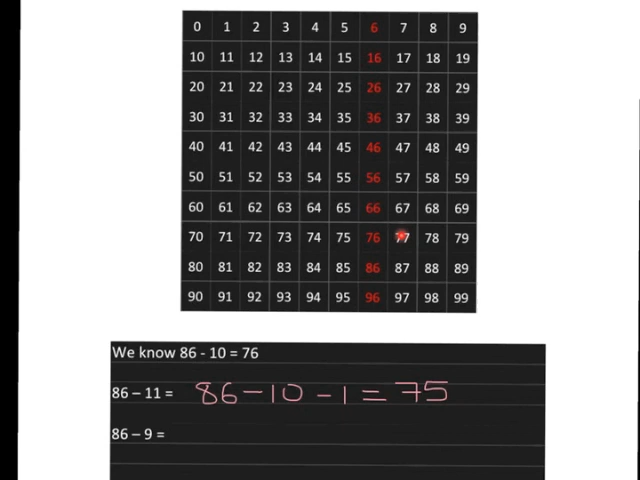 0 1 2 3 4 5 6 7 8 9
10 11 12 13 14 15 16 17 18 19
20 21 22 23 24 25 26 27 28 29
30 31 32 33 34 35 36 37 38 39
40 41 42 43 44 45 46 47 48 49
50 51 52 53 54 55 56 57 58 59
60 61 62 63 64 65 66 67 68 69
70 71 72 73 74 75 76 77 78 79
80 81 82 83 84 85 86 87 88 89
90 91 92 93 94 95 96 97 98 99
We know 86 - 10 = 76
86 – 11 = 86 – 10 – 1 = 75
86 – 9 =